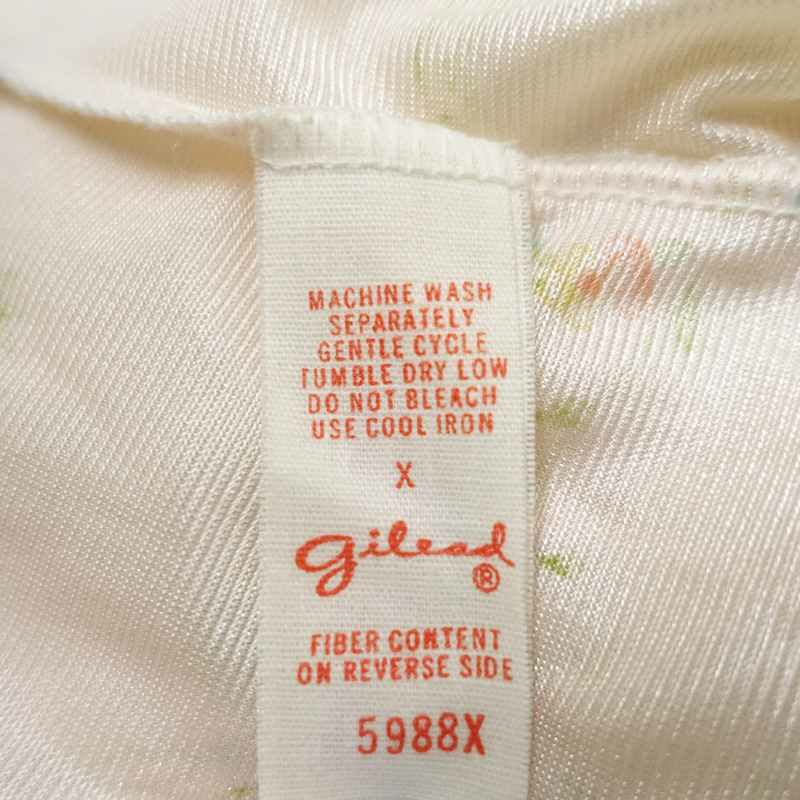 MACHINE WASH
SEPARATELY
GENTLE CYCLE
TUMBLE DRY LOW
DO NOT BLEACH
USE COOL IRON
X
gilead
®
FIBER CONTENT
ON REVERSE SIDE
5988X